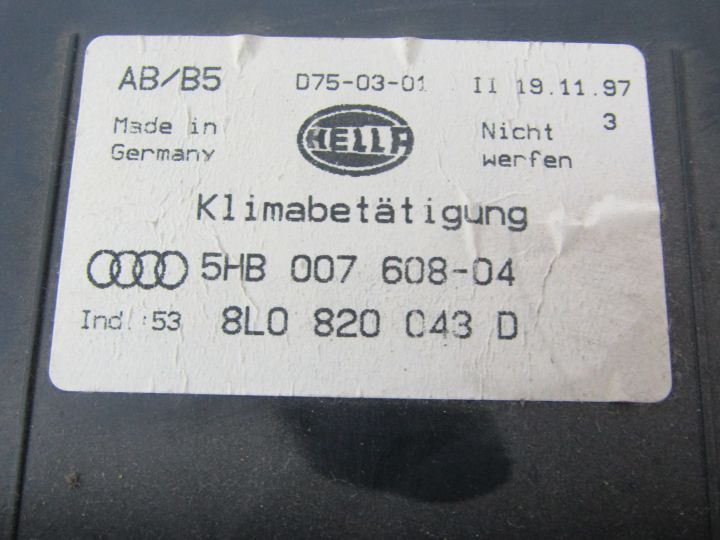 AB/B5 D75-03-01 II 19.11.97
Made in Nicht 3
Germany HELLA werfen
Klimabetätigung
5HB 007 608-04
Ind.:53 8L0 820 043 D